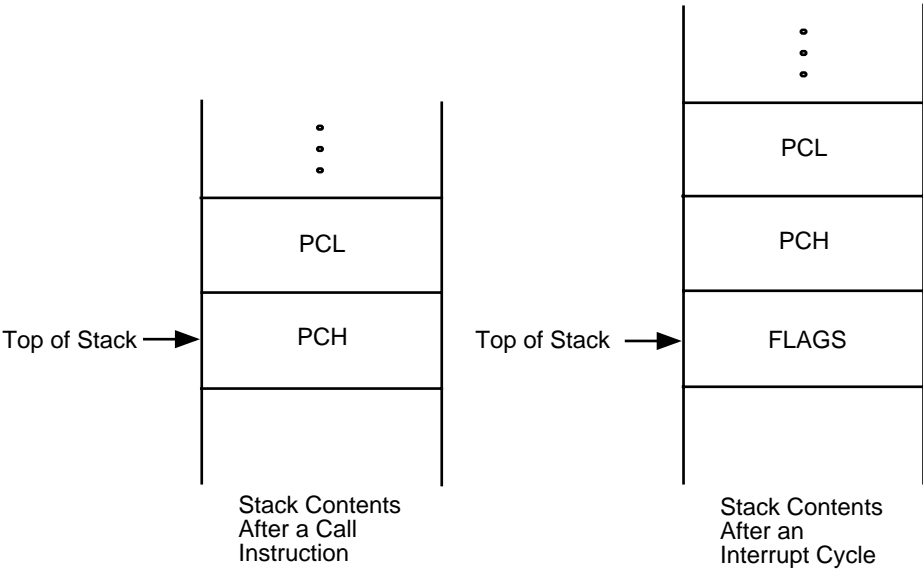 PCL
PCH
Top of Stack
Stack Contents
After a Call
Instruction
PCL
PCH
FLAGS
Top of Stack
Stack Contents
After an
Interrupt Cycle